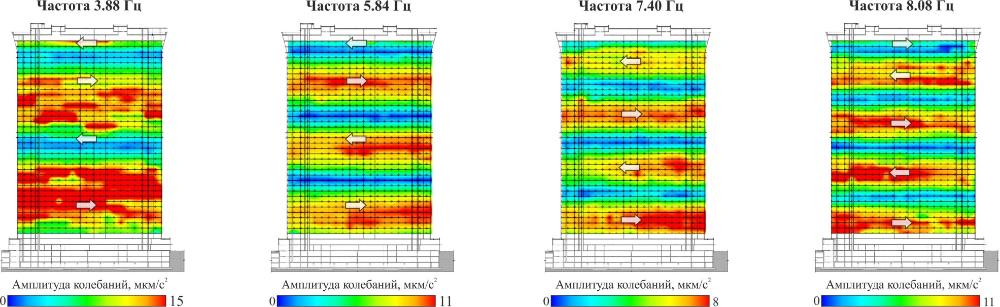 Частота 3.88 Гц
Частота 5.84 Гц
Частота 7.40 Гц
Частота 8.08 Гц
Амплитуда колебаний, мкм/с²
0 15
Амплитуда колебаний, мкм/с²
0 11
Амплитуда колебаний, мкм/с²
0 8
Амплитуда колебаний, мкм/с²
0 11